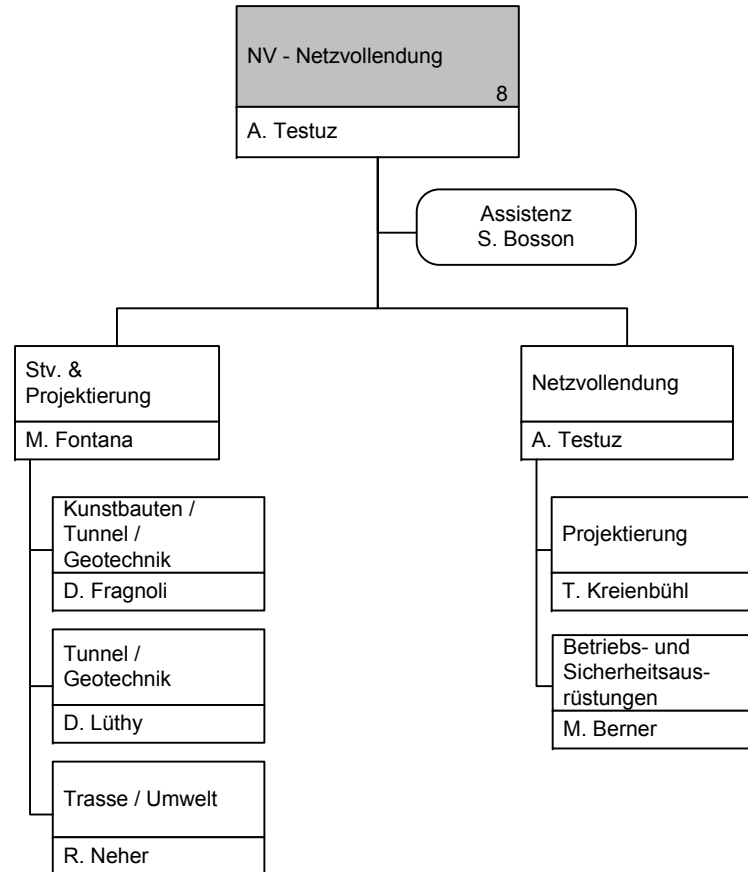 NV - Netzvollendung
8
A. Testuz
Assistenz
S. Bosson
Stv. &
Projektierung
M. Fontana
Kunstbauten /
Tunnel /
Geotechnik
D. Fragnoli
Tunnel /
Geotechnik
D. Lüthy
Trasse / Umwelt
R. Neher
Netzvollendung
A. Testuz
Projektierung
T. Kreienbühl
Betriebs- und
Sicherheitsaus-
rüstungen
M. Berner